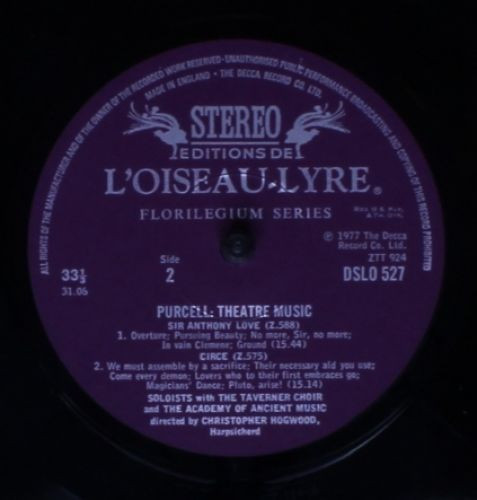 ALL RIGHTS OF THE MANUFACTURER AND OF THE OWNER OF THE RECORDED WORK RESERVED · UNAUTHORISED PUBLIC PERFORMANCE BROADCASTING AND COPYING OF THIS RECORD PROHIBITED
MADE IN ENGLAND · THE DECCA RECORD CO. LTD.
STEREO
EDITIONS DE
L'OISEAU-LYRE®
FLORILEGIUM SERIES
REG. U.S. PAT.
& TM. OFF.
℗ 1977 The Decca
Record Co. Ltd.
Side
ZTT 924
33⅓
2
DSLO 527
31.06
PURCELL: THEATRE MUSIC
SIR ANTHONY LOVE (Z.588)
1. Overture; Pursuing Beauty; No more, Sir, no more;
In vain Clemene; Ground (15.44)
CIRCE (Z.575)
2. We must assemble by a sacrifice; Their necessary aid you use;
Come every demon; Lovers who to their first embraces go;
Magicians' Dance; Pluto, arise! (15.14)
SOLOISTS with THE TAVERNER CHOIR
and THE ACADEMY OF ANCIENT MUSIC
directed by CHRISTOPHER HOGWOOD,
Harpsichord